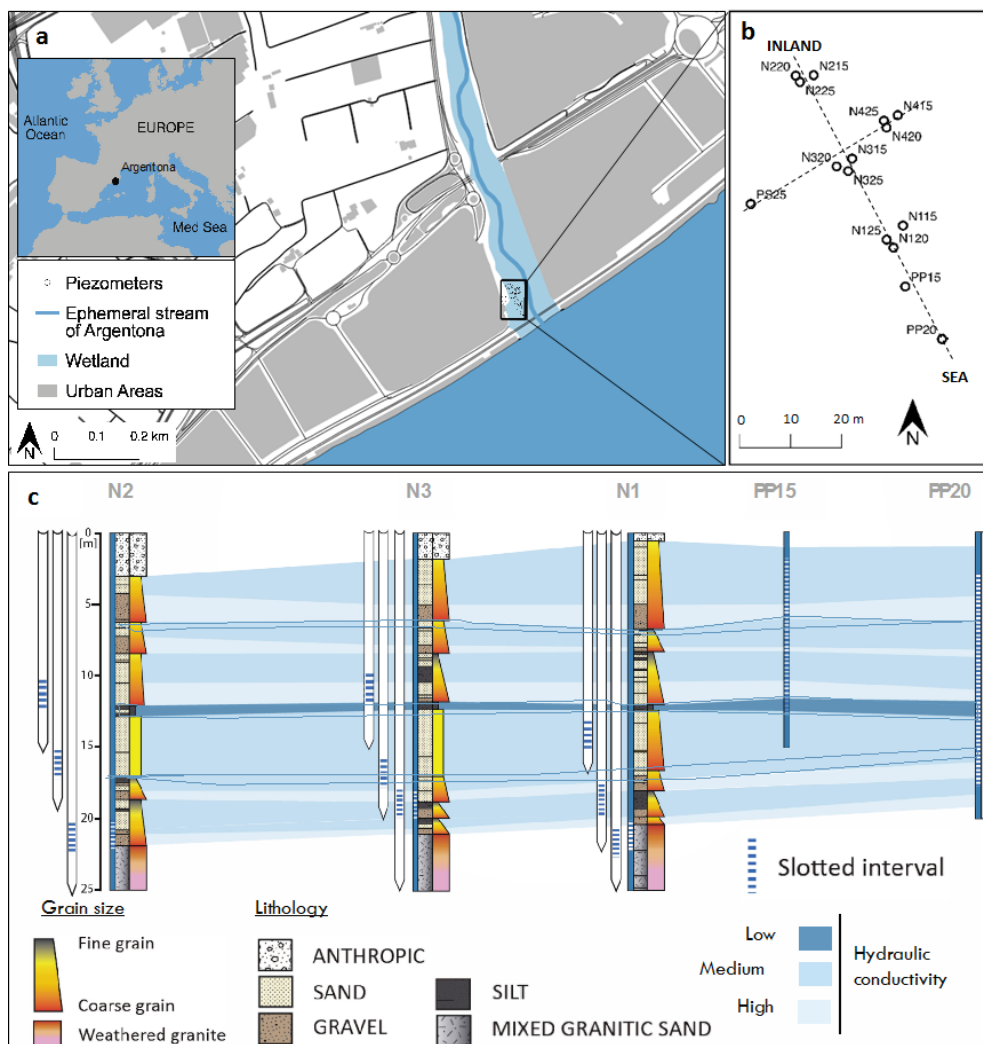 a
Atlantic
Ocean
EUROPE
Argentona
Med Sea
Piezometers
Ephemeral stream
of Argentona
Wetland
Urban Areas
N
0 0.1 0.2 km
b
INLAND
N220
N215
N225
N425
N415
N420
N315
N320
N325
PS25
N115
N125
N120
PP15
PP20
SEA
0 10 20 m
N
c
N2
N3
N1
PP15
PP20
0
[m]
5
10
15
20
25
Slotted interval
Grain size
Fine grain
Coarse grain
Weathered granite
Lithology
ANTHROPIC
SAND
GRAVEL
SILT
MIXED GRANITIC SAND
Low
Medium
High
Hydraulic
conductivity